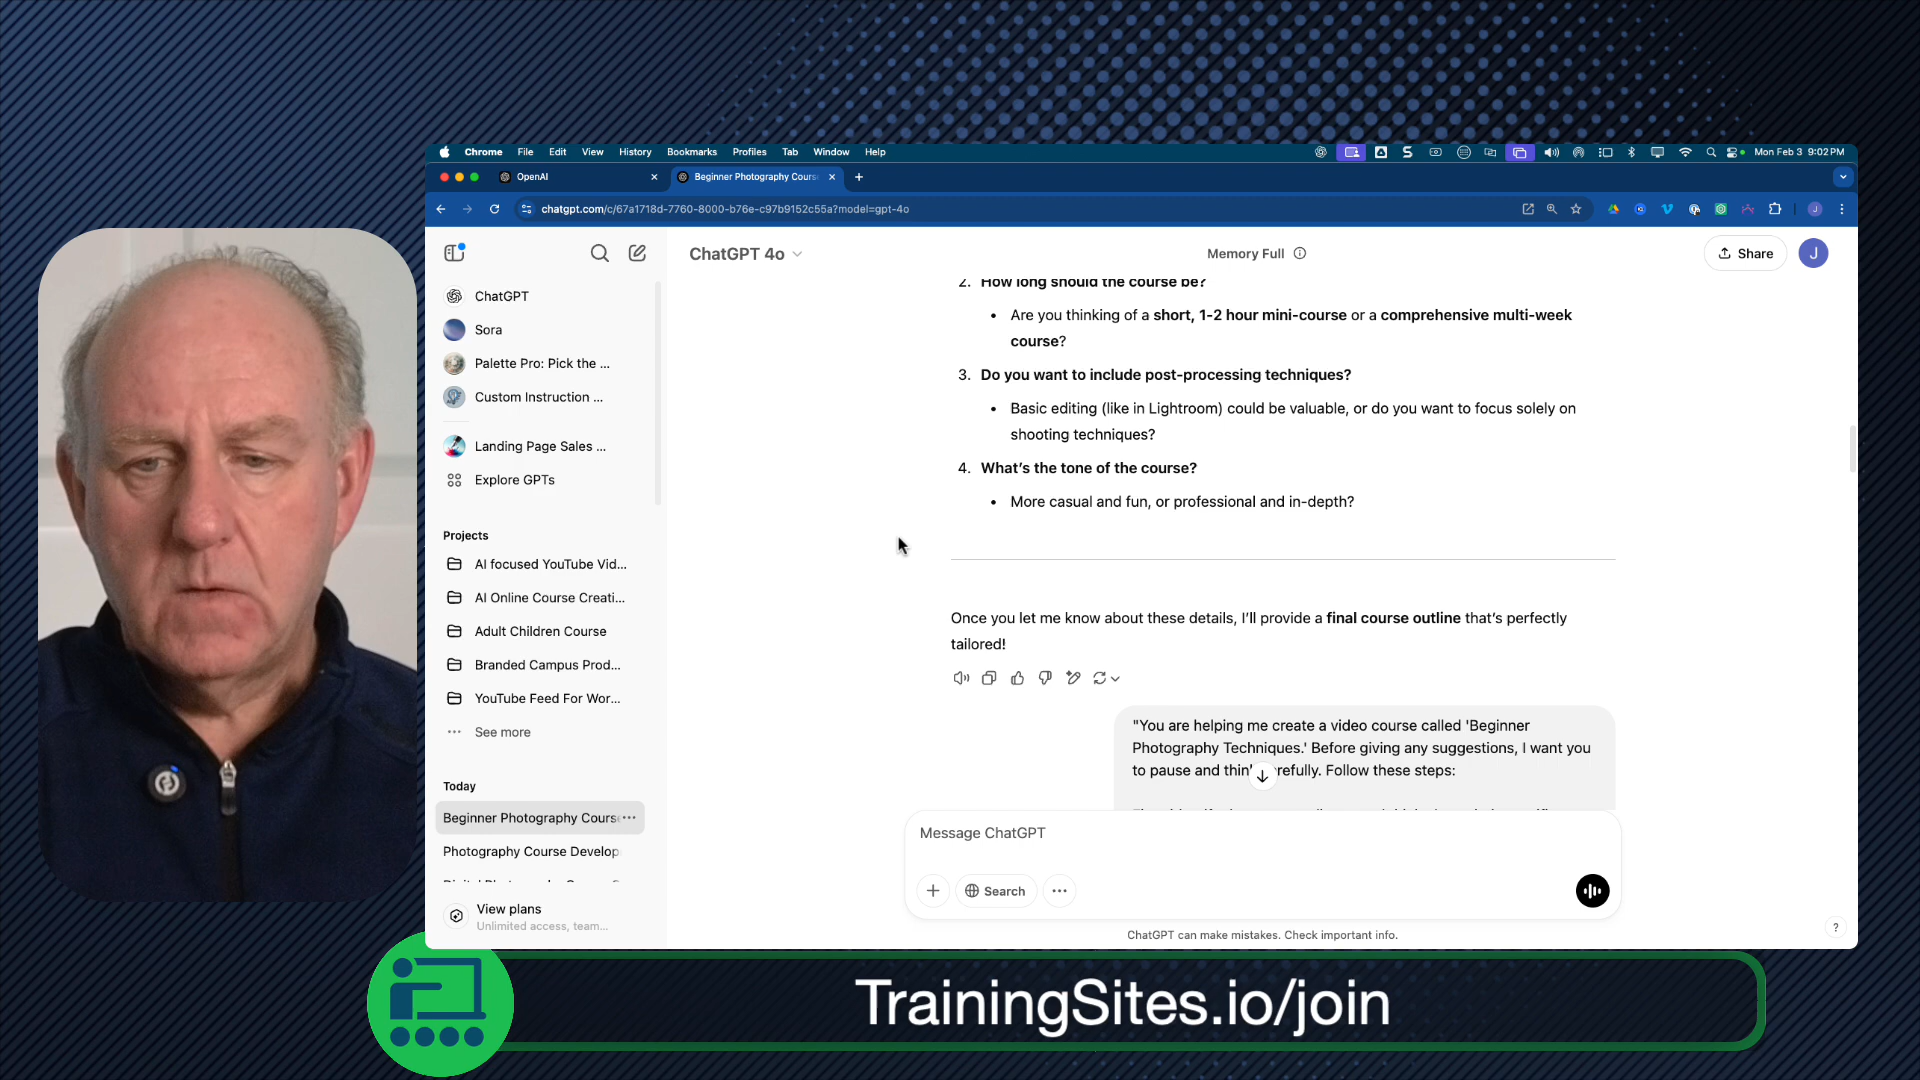 Chrome File Edit View History Bookmarks Profiles Tab Window Help
Mon Feb 3 9:02 PM
OpenAI
Beginner Photography Cours
chatgpt.com/c/67a1718d-7760-8000-b76e-c97b9152c55a?model=gpt-4o
ChatGPT 4o
Memory Full
Share
J
ChatGPT
Sora
Palette Pro: Pick the ...
Custom Instruction ...
Landing Page Sales ...
Explore GPTs
Projects
AI focused YouTube Vid...
AI Online Course Creati...
Adult Children Course
Branded Campus Prod...
YouTube Feed For Wor...
See more
Today
Beginner Photography Cours
Photography Course Develop
View plans
Unlimited access, team...
2. How long should the course be?
• Are you thinking of a short, 1-2 hour mini-course or a comprehensive multi-week
course?
3. Do you want to include post-processing techniques?
• Basic editing (like in Lightroom) could be valuable, or do you want to focus solely on
shooting techniques?
4. What's the tone of the course?
• More casual and fun, or professional and in-depth?
Once you let me know about these details, I'll provide a final course outline that's perfectly
tailored!
"You are helping me create a video course called 'Beginner
Photography Techniques.' Before giving any suggestions, I want you
to pause and think carefully. Follow these steps:
Message ChatGPT
Search
ChatGPT can make mistakes. Check important info.
?
TrainingSites.io/join